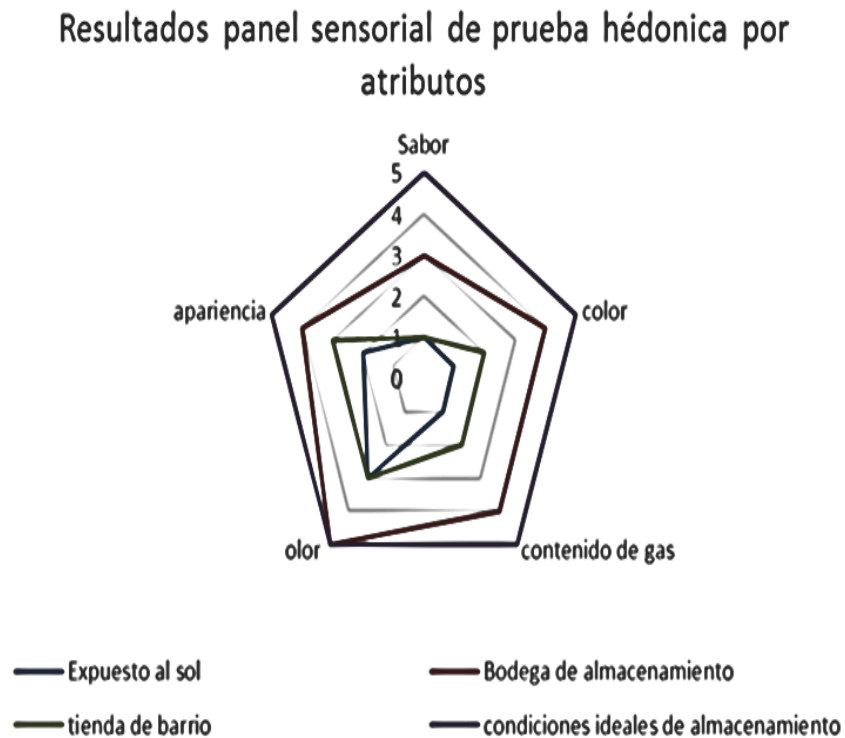 Resultados panel sensorial de prueba hédonica por
atributos
Sabor
5
4
3
2
1
0
apariencia
color
olor
contenido de gas
Expuesto al sol
Bodega de almacenamiento
tienda de barrio
condiciones ideales de almacenamiento